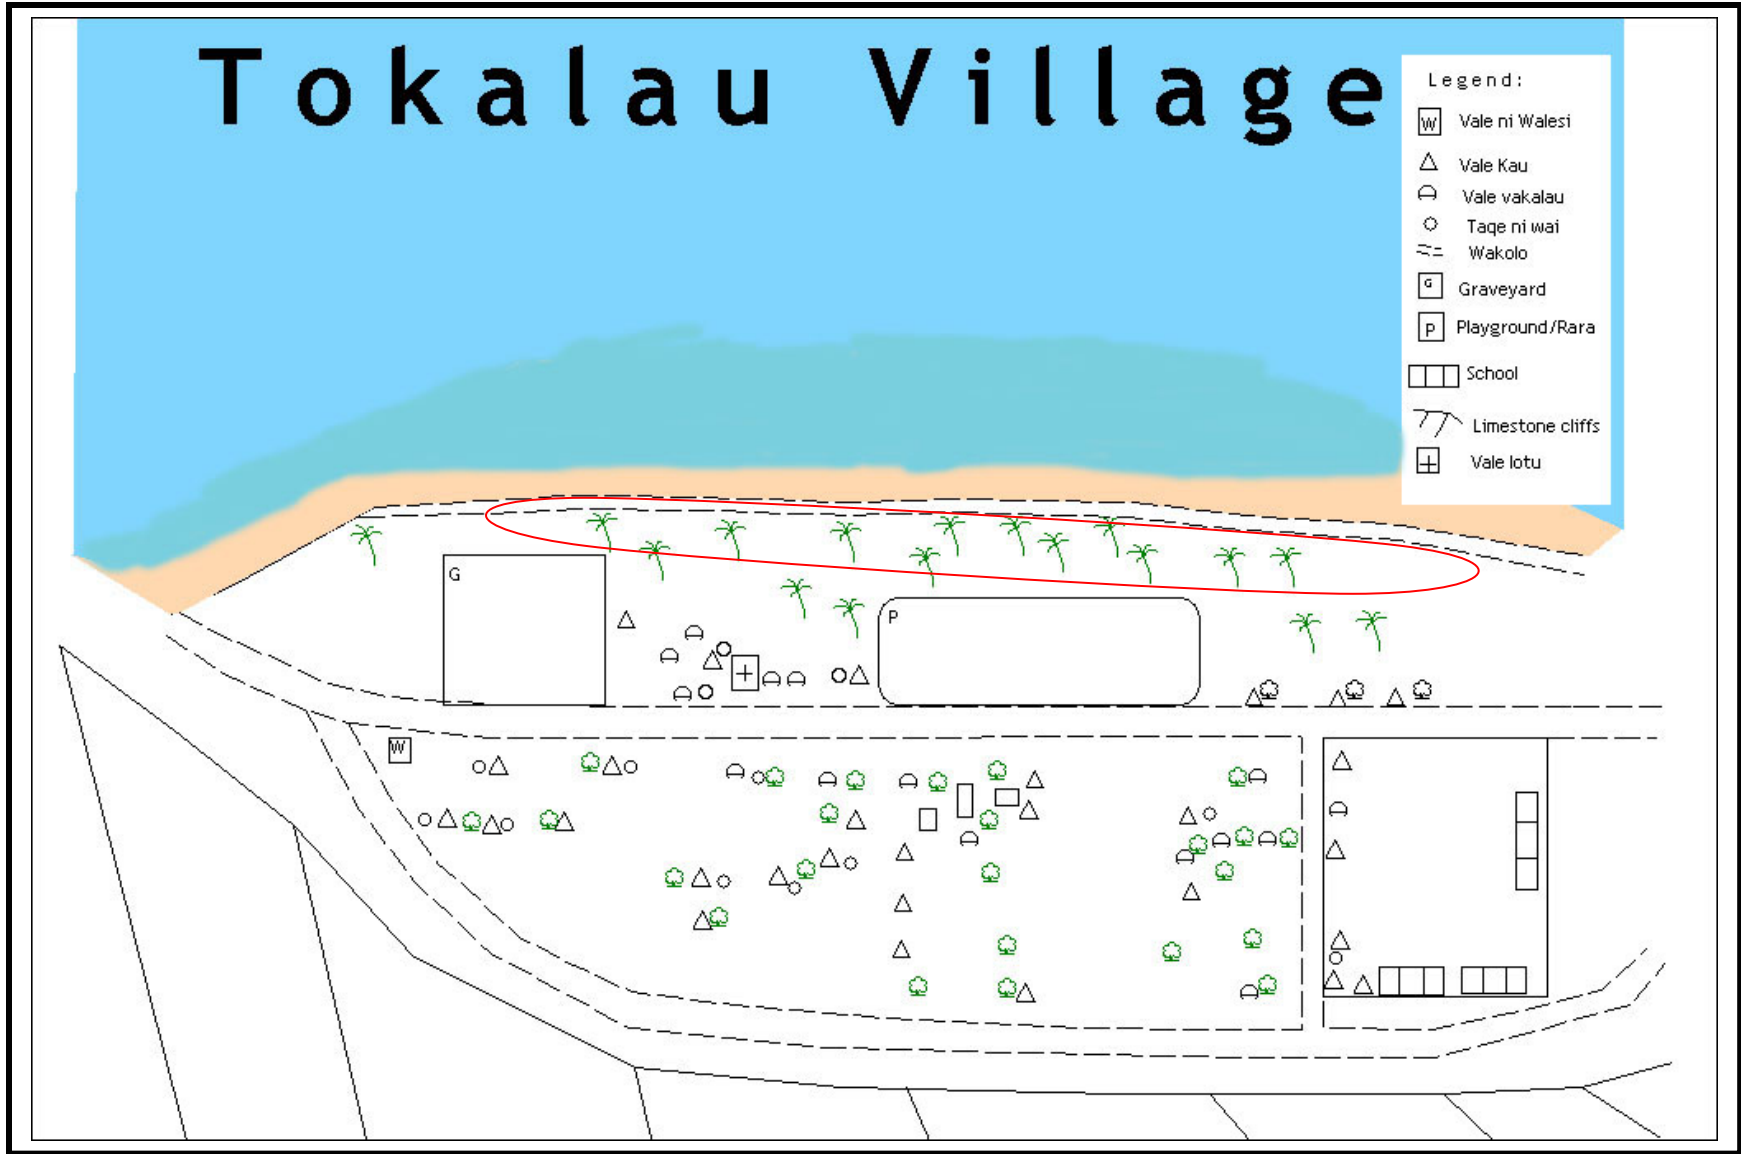 Tokalau Village
Legend:
W Vale ni Walesi
Vale Kau
Vale vakalau
Taqe ni wai
Wakolo
G Graveyard
P Playground/Rara
School
Limestone cliffs
Vale lotu
G
P
W